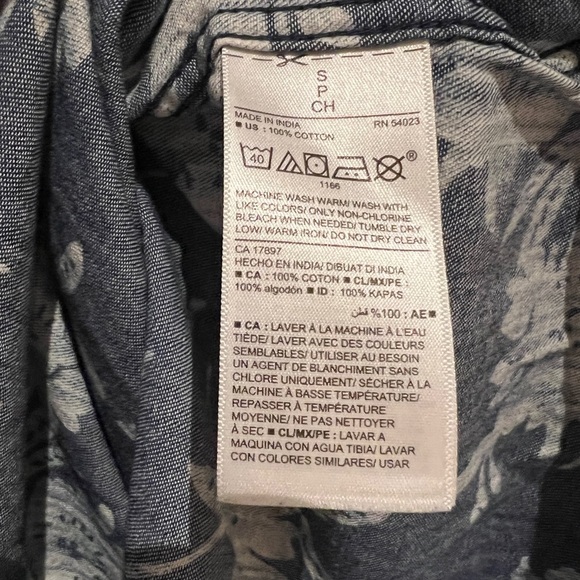 S
P
CH
MADE IN INDIA RN 54023
■ US : 100% COTTON
40
®
1166
MACHINE WASH WARM/ WASH WITH
LIKE COLORS/ ONLY NON-CHLORINE
BLEACH WHEN NEEDED/ TUMBLE DRY
LOW/ WARM IRON/ DO NOT DRY CLEAN
CA 17897
HECHO EN INDIA/ DIBUAT DI INDIA
■ CA : 100% COTON ■ CL/MX/PE :
100% algodón ■ ID : 100% KAPAS
■ AE : 100% قطن
■ CA : LAVER À LA MACHINE À L'EAU
TIÈDE/ LAVER AVEC DES COULEURS
SEMBLABLES/ UTILISER AU BESOIN
UN AGENT DE BLANCHIMENT SANS
CHLORE UNIQUEMENT/ SÉCHER À LA
MACHINE À BASSE TEMPÉRATURE/
REPASSER À TEMPÉRATURE
MOYENNE/ NE PAS NETTOYER
À SEC ■ CL/MX/PE : LAVAR A
MAQUINA CON AGUA TIBIA/ LAVAR
CON COLORES SIMILARES/ USAR